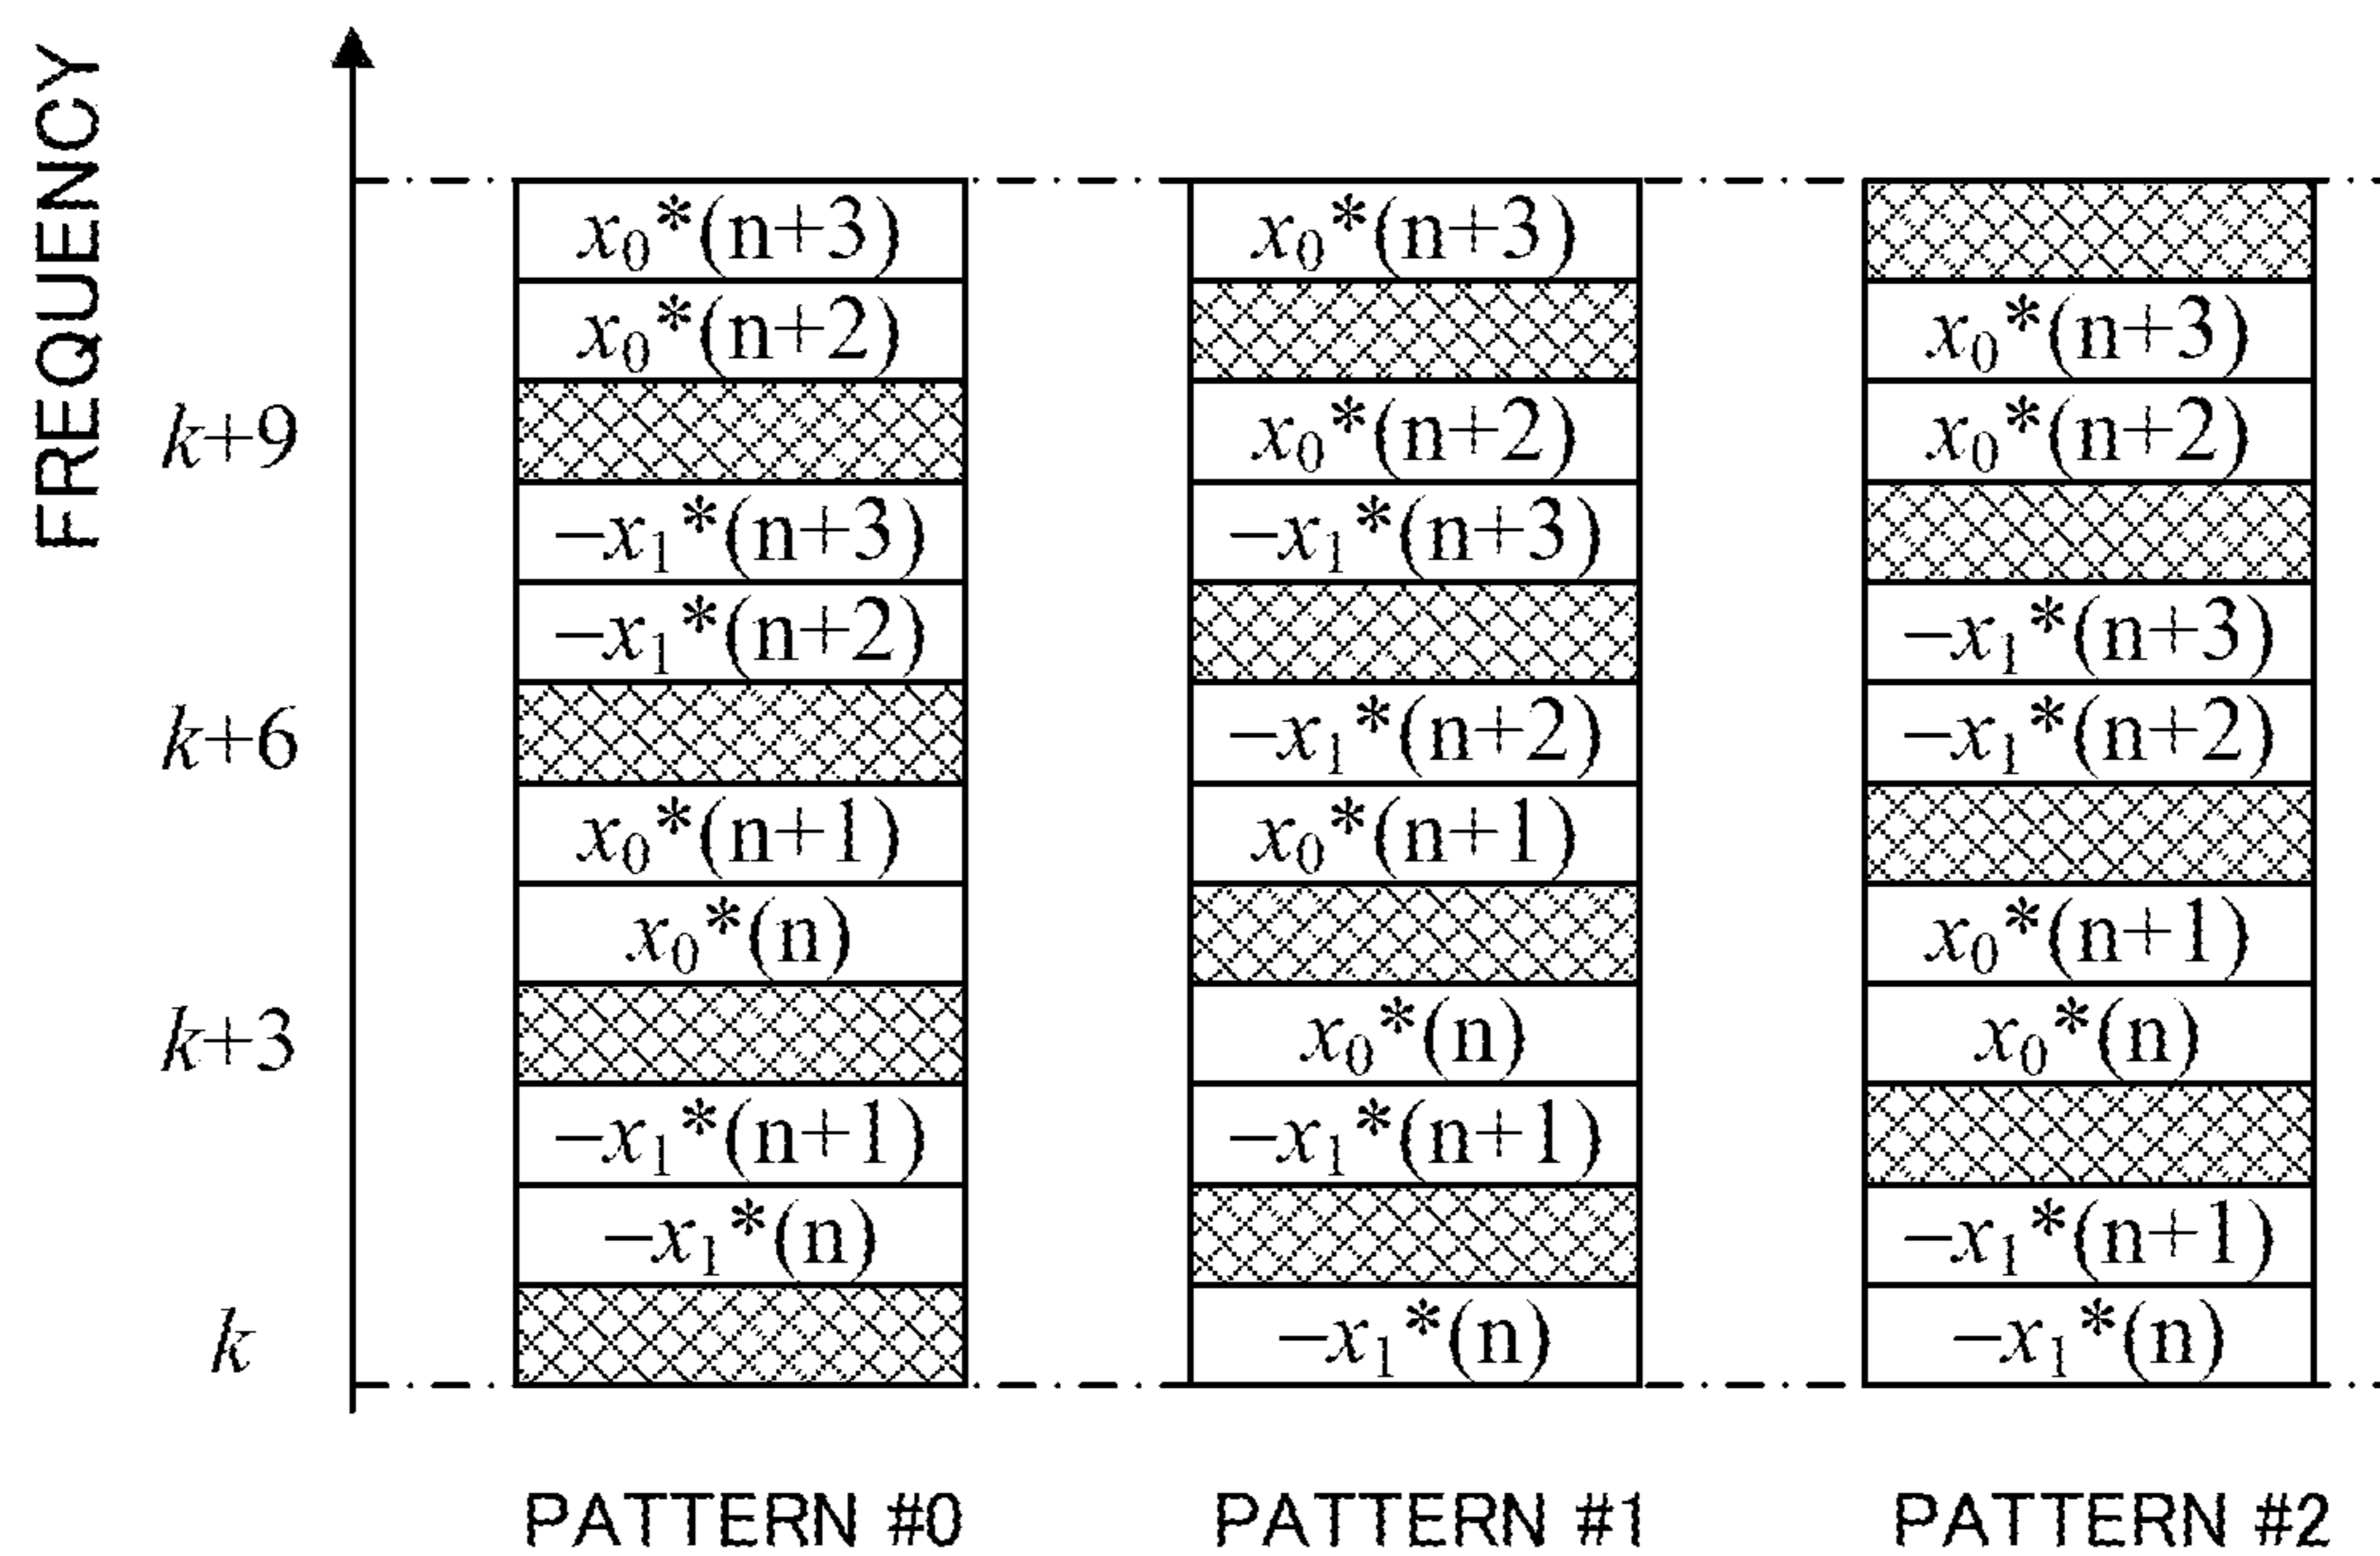 FREQUENCY
x₀*(n+3) x₀*(n+3)
x₀*(n+2) x₀*(n+3)
k+9 x₀*(n+2) x₀*(n+2)
−x₁*(n+3) −x₁*(n+3)
−x₁*(n+2) −x₁*(n+3)
k+6 −x₁*(n+2) −x₁*(n+2)
x₀*(n+1) x₀*(n+1)
x₀*(n) x₀*(n+1)
k+3 x₀*(n) x₀*(n)
−x₁*(n+1) −x₁*(n+1)
−x₁*(n) −x₁*(n+1)
k −x₁*(n) −x₁*(n)
PATTERN #0 PATTERN #1 PATTERN #2